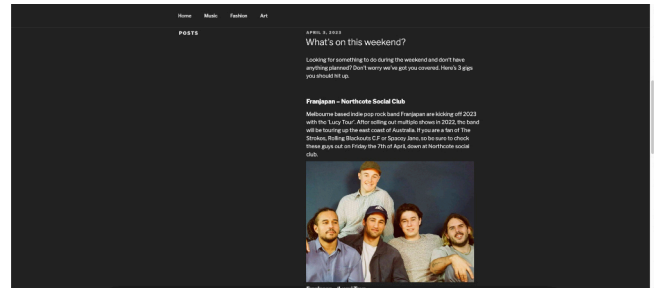 Home Music Fashion Art
POSTS
APRIL 3, 2023
What's on this weekend?
Looking for something to do during the weekend and don't have
anything planned? Don't worry we've got you covered. Here's 3 gigs
you should hit up.
Franjapan – Northcote Social Club
Melbourne based indie pop rock band Franjapan are kicking off 2023
with the 'Lucy Tour'. After selling out multiple shows in 2022, the band
will be touring up the east coast of Australia. If you are a fan of The
Strokes, Rolling Blackouts C.F or Spacey Jane, so be sure to check
these guys out on Friday the 7th of April, down at Northcote social
club.